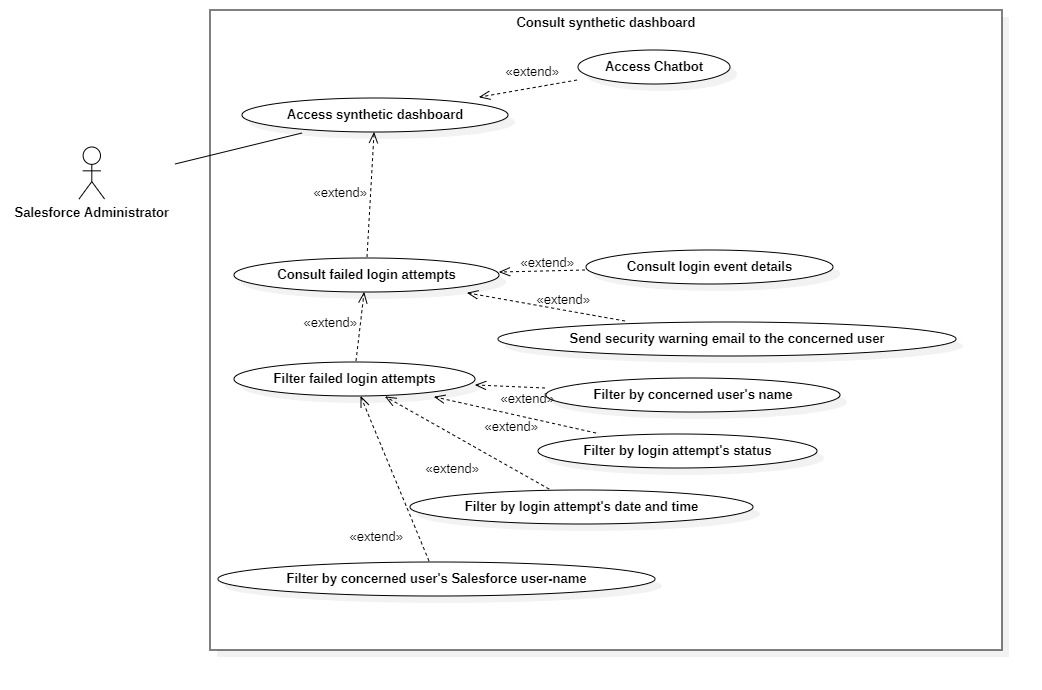 Consult synthetic dashboard
Access Chatbot
«extend»
Access synthetic dashboard
Salesforce Administrator
«extend»
Consult failed login attempts
«extend»
Consult login event details
«extend»
Send security warning email to the concerned user
«extend»
Filter failed login attempts
«extend»
Filter by concerned user's name
«extend»
Filter by login attempt's status
«extend»
Filter by login attempt's date and time
«extend»
Filter by concerned user's Salesforce user-name